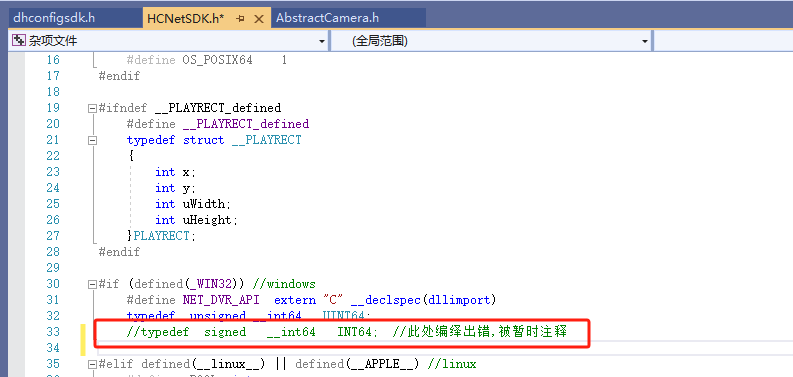 dhconfigsdk.h HCNetSDK.h* AbstractCamera.h
杂项文件 (全局范围)
16 #define OS_POSIX64 1
17 #endif
18
19 #ifndef __PLAYRECT_defined
20 #define __PLAYRECT_defined
21 typedef struct __PLAYRECT
22 {
23 int x;
24 int y;
25 int uWidth;
26 int uHeight;
27 }PLAYRECT;
28 #endif
29
30 #if (defined(_WIN32)) //windows
31 #define NET_DVR_API extern "C" __declspec(dllimport)
32 typedef unsigned __int64 UINT64;
33 //typedef signed __int64 INT64; //此处编绎出错,被暂时注释
34
35 #elif defined(__linux__) || defined(__APPLE__) //linux